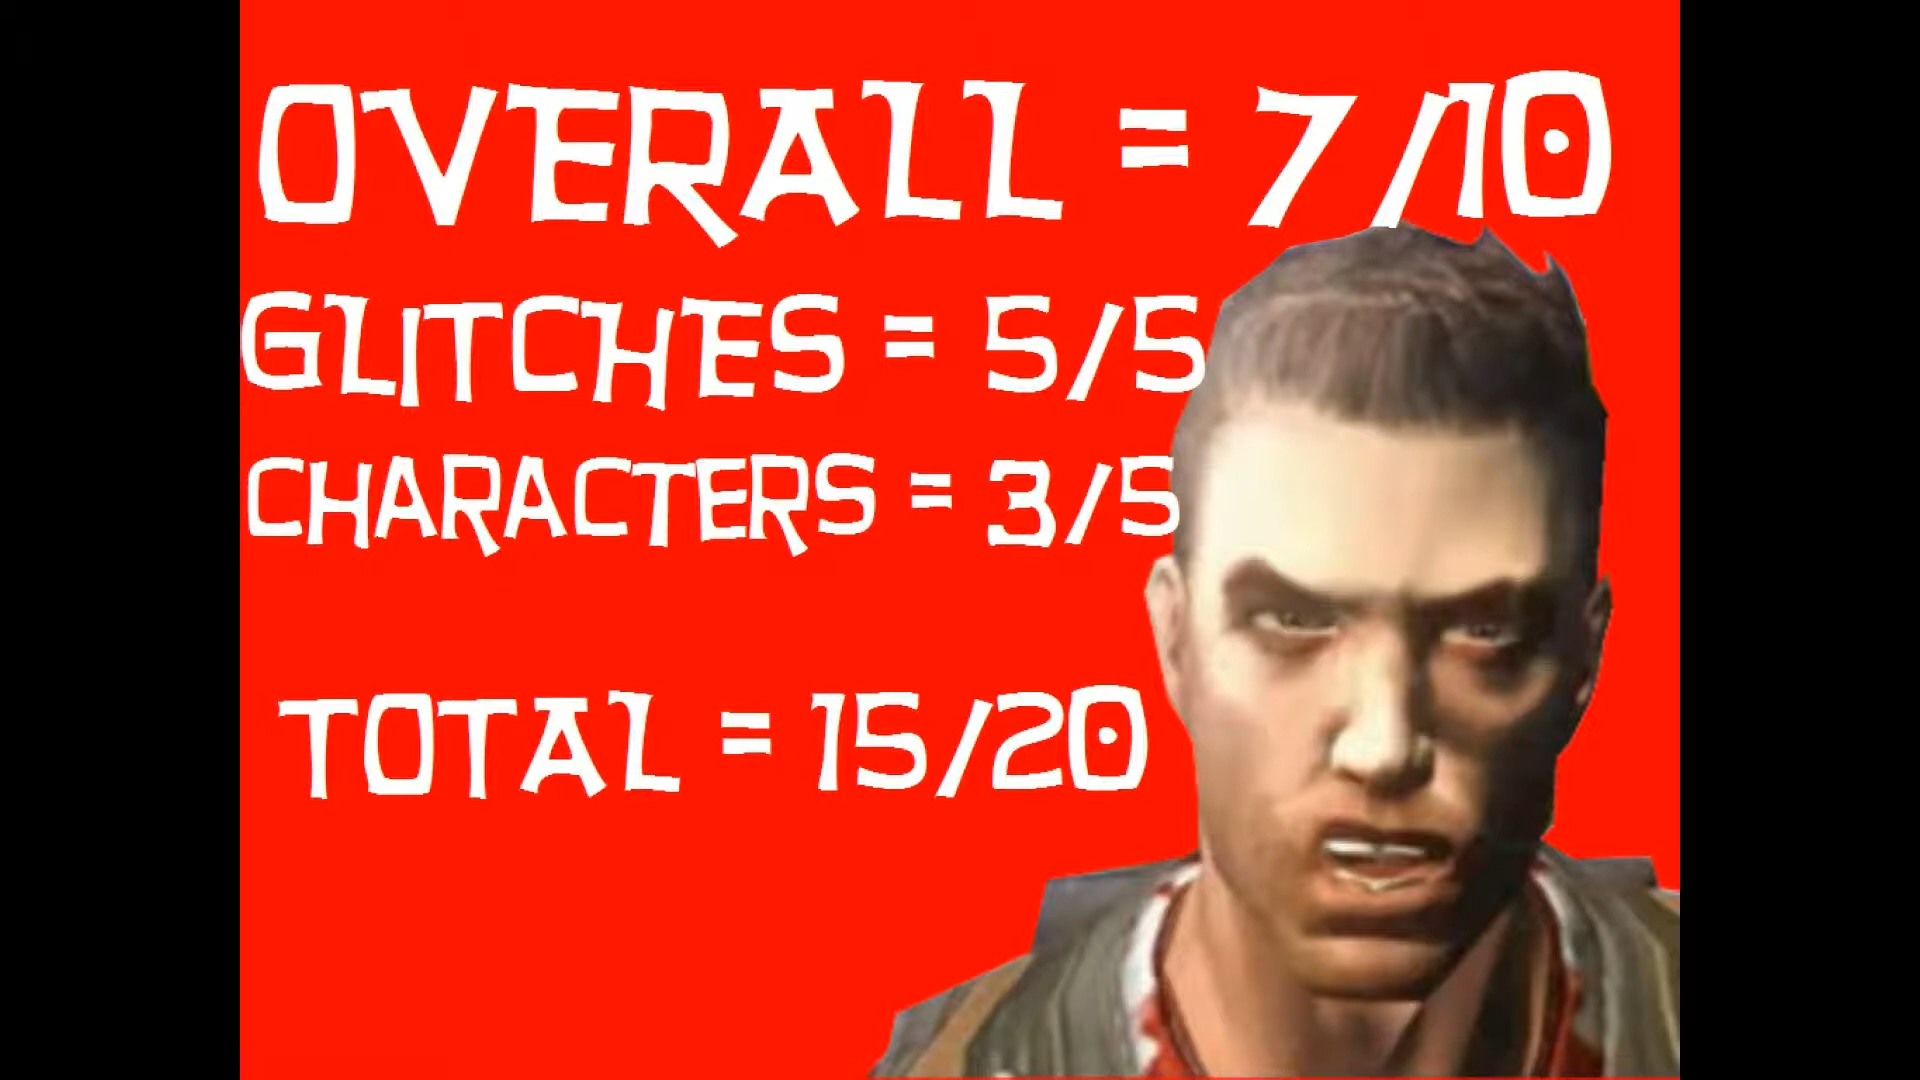 OVERALL = 7/10
GLITCHES = 5/5
CHARACTERS = 3/5
TOTAL = 15/20